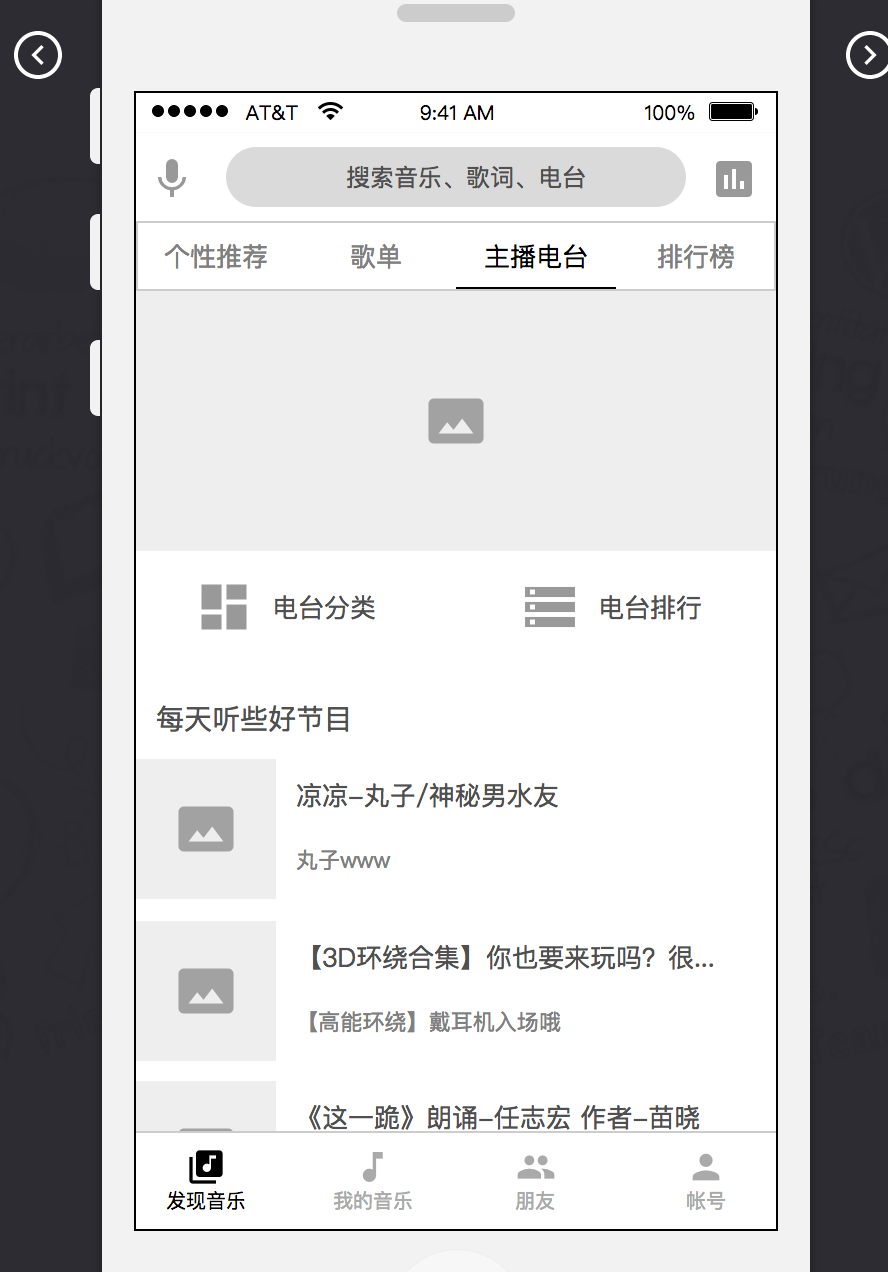 AT&T 9:41 AM 100%
搜索音乐、歌词、电台
个性推荐 歌单 主播电台 排行榜
电台分类 电台排行
每天听些好节目
凉凉-丸子/神秘男水友
丸子www
【3D环绕合集】你也要来玩吗？很...
【高能环绕】戴耳机入场哦
《这一跪》朗诵-任志宏 作者-苗晓
发现音乐 我的音乐 朋友 帐号